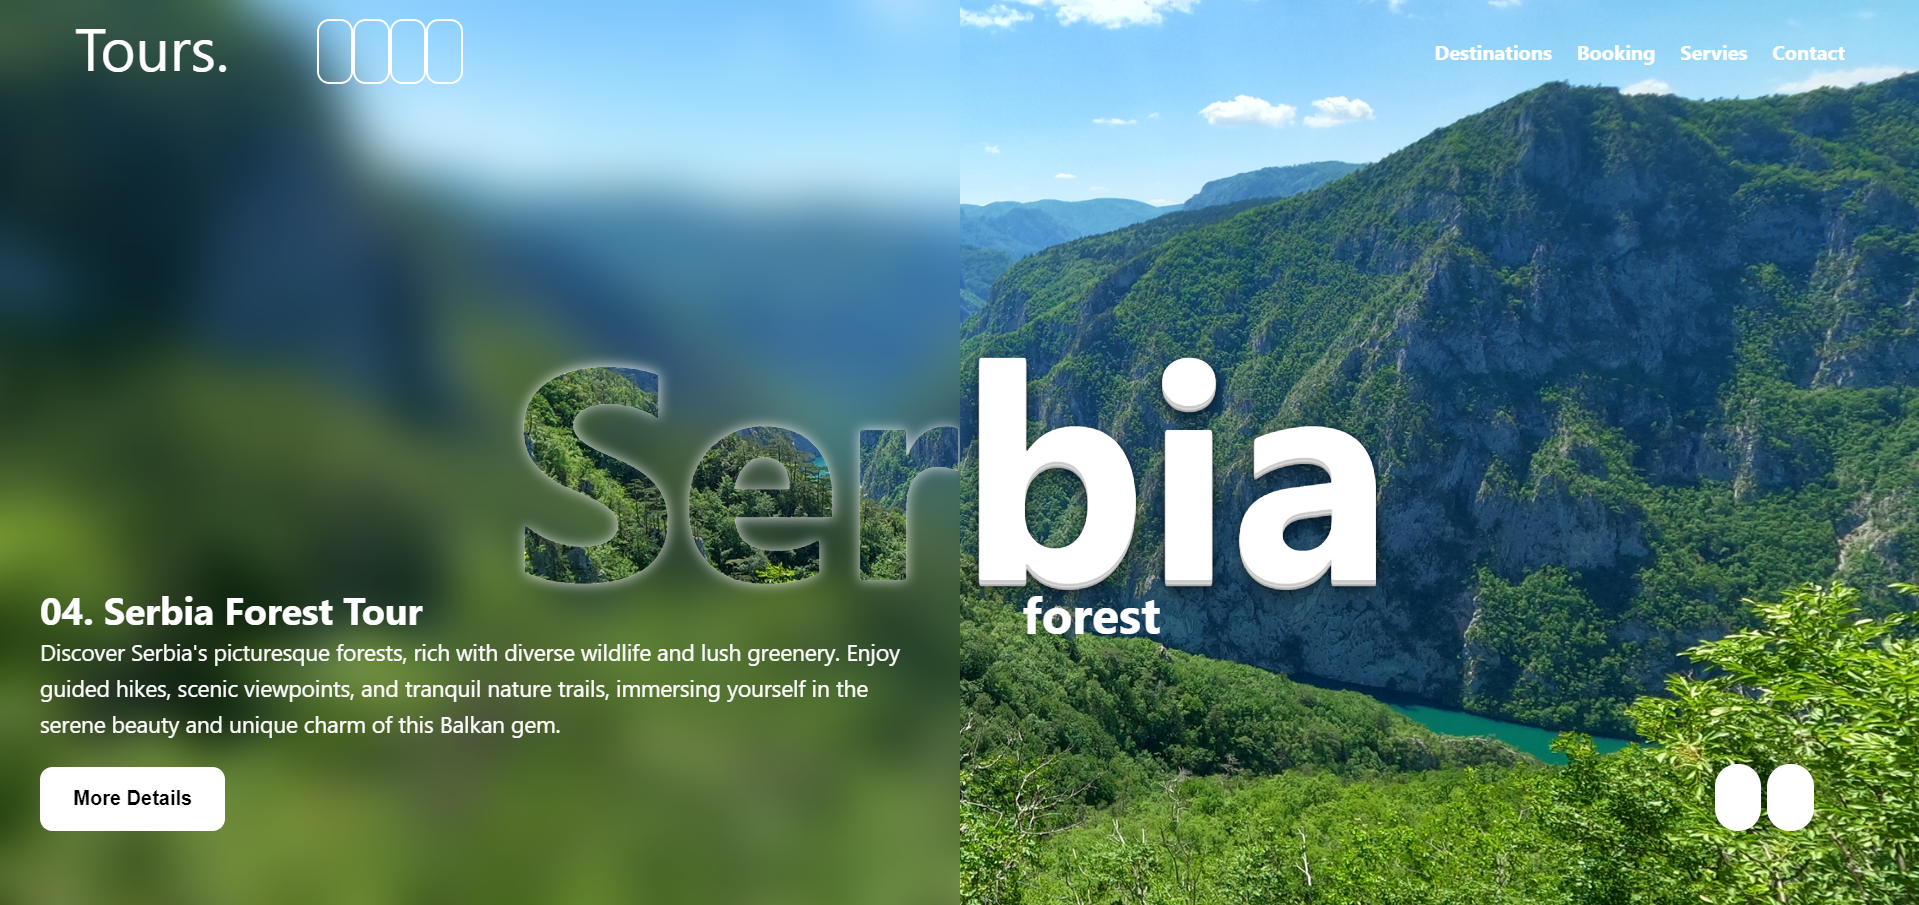 Tours.
Destinations Booking Servies Contact
Serbia
forest
04. Serbia Forest Tour
Discover Serbia's picturesque forests, rich with diverse wildlife and lush greenery. Enjoy
guided hikes, scenic viewpoints, and tranquil nature trails, immersing yourself in the
serene beauty and unique charm of this Balkan gem.
More Details